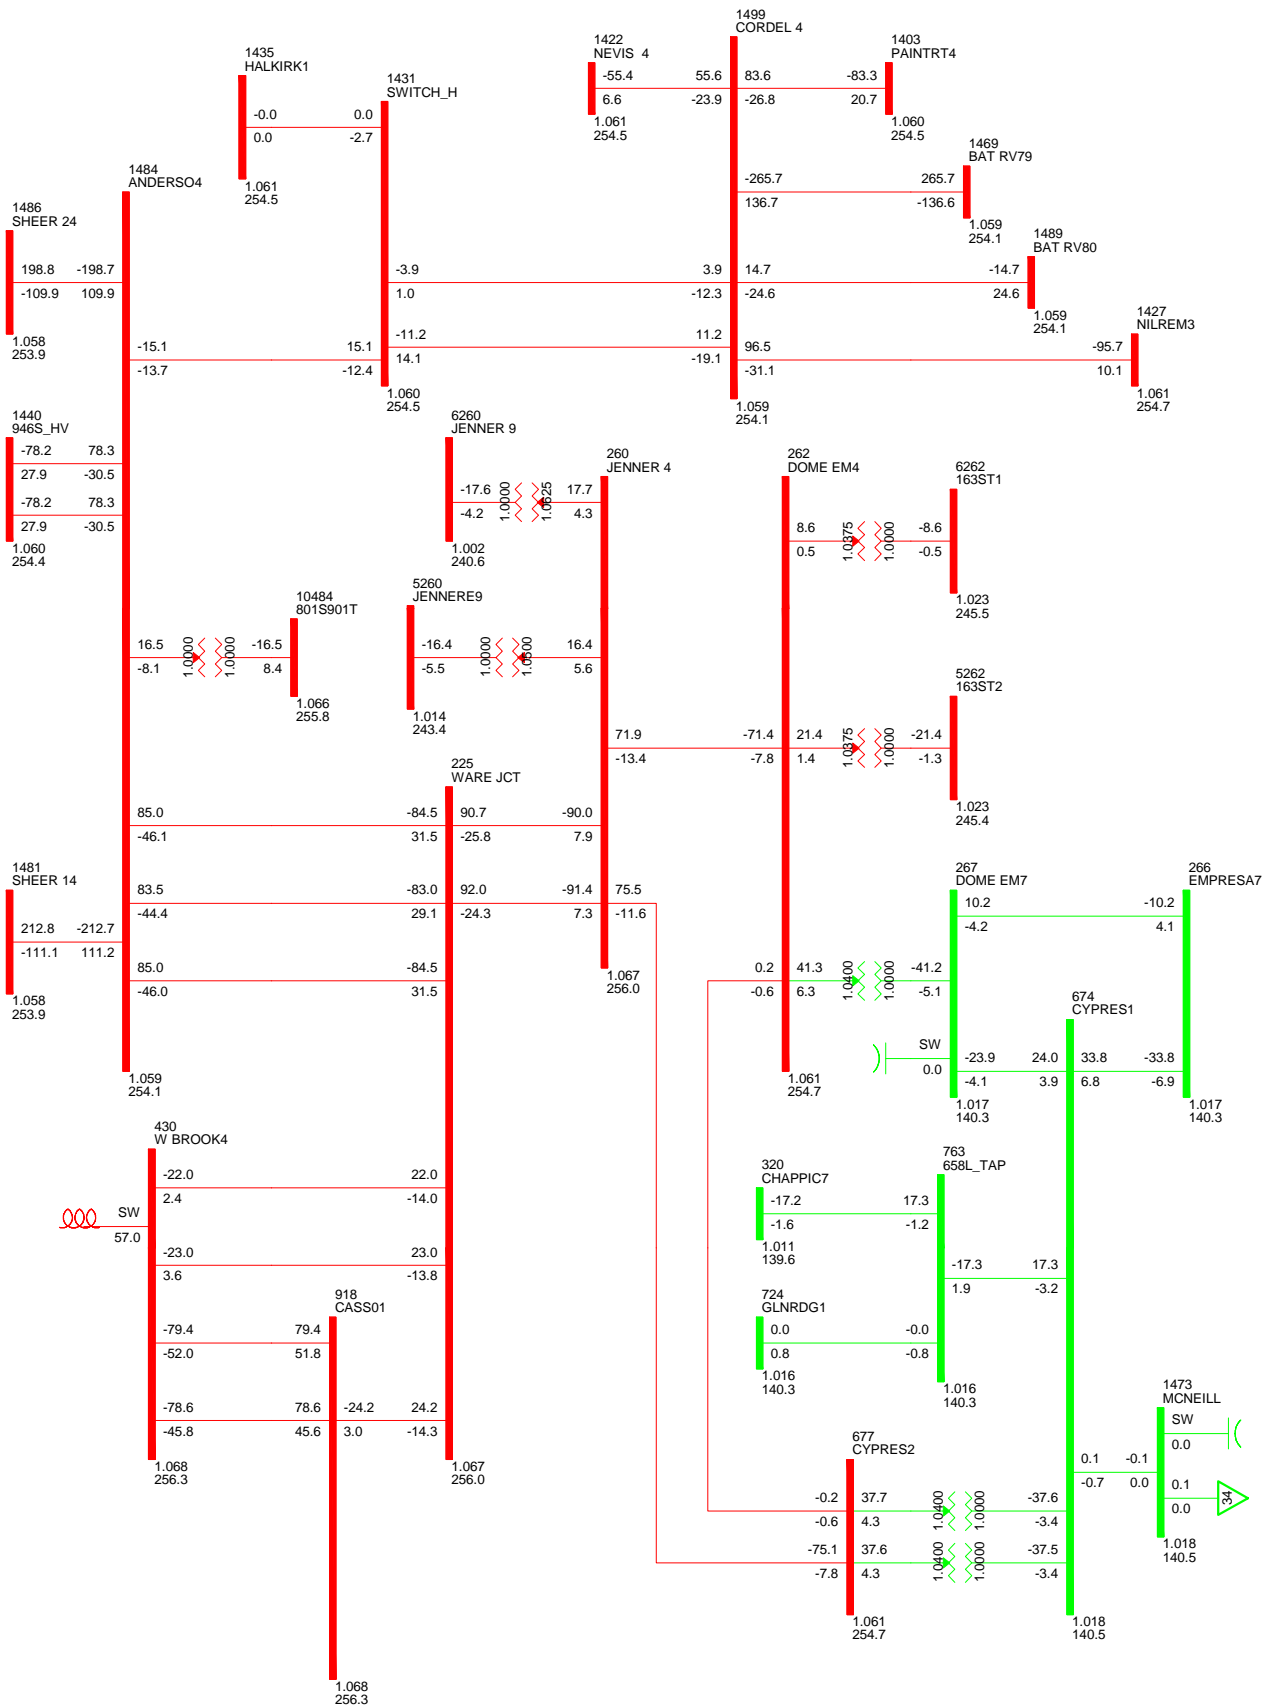 1499
CORDEL 4
1422
NEVIS 4
-55.4 55.6 83.6 -83.3
6.6 -23.9 -26.8 20.7
1.061
254.5
1403
PAINTRT4
1.060
254.5
1435
HALKIRK1
-0.0 0.0
0.0 -2.7
1.061
254.5
1431
SWITCH_H
1469
BAT RV79
-265.7 265.7
136.7 -136.6
1.059
254.1
1484
ANDERSO4
1486
SHEER 24
198.8 -198.7
-109.9 109.9
1.058
253.9
1489
BAT RV80
-3.9 3.9 14.7 -14.7
1.0 -12.3 -24.6 24.6
1.059
254.1
1427
NILREM3
-15.1 15.1 -11.2 11.2 96.5 -95.7
-13.7 -12.4 14.1 -19.1 -31.1 10.1
1.060
254.5
1.059
254.1
1.061
254.7
1440
946S_HV
-78.2 78.3
27.9 -30.5
-78.2 78.3
27.9 -30.5
1.060
254.4
6260
JENNER 9
-17.6 1.0000 1.0625 17.7
-4.2 4.3
1.002
240.6
260
JENNER 4
262
DOME EM4
6262
163ST1
8.6 1.0375 1.0000 -8.6
0.5 -0.5
1.023
245.5
10484
801S901T
16.5 1.0000 1.0000 -16.5
-8.1 8.4
1.066
255.8
5260
JENNERE9
-16.4 1.0000 1.0500 16.4
-5.5 5.6
1.014
243.4
5262
163ST2
71.9 -71.4 21.4 1.0375 1.0000 -21.4
-13.4 -7.8 1.4 -1.3
1.023
245.4
225
WARE JCT
85.0 -84.5 90.7 -90.0
-46.1 31.5 -25.8 7.9
1481
SHEER 14
212.8 -212.7
-111.1 111.2
1.058
253.9
83.5 -83.0 92.0 -91.4 75.5
-44.4 29.1 -24.3 7.3 -11.6
85.0 -84.5
-46.0 31.5
1.067
256.0
1.059
254.1
267
DOME EM7
266
EMPRESA7
10.2 -10.2
-4.2 4.1
0.2 41.3 1.0400 1.0000 -41.2
-0.6 6.3 -5.1
674
CYPRES1
SW
0.0
-23.9 24.0 33.8 -33.8
-4.1 3.9 6.8 -6.9
1.061
254.7
1.017
140.3
1.017
140.3
430
W BROOK4
-22.0 22.0
2.4 -14.0
SW
57.0
-23.0 23.0
3.6 -13.8
918
CASS01
-79.4 79.4
-52.0 51.8
-78.6 78.6 -24.2 24.2
-45.8 45.6 3.0 -14.3
1.068
256.3
1.067
256.0
1.068
256.3
320
CHAPPIC7
763
658L_TAP
-17.2 17.3
-1.6 -1.2
1.011
139.6
-17.3 17.3
1.9 -3.2
724
GLNRDG1
0.0 -0.0
0.8 -0.8
1.016
140.3
1.016
140.3
1473
MCNEILL
SW
0.0
0.1 -0.1
-0.7 0.0
0.1
0.0
34
1.018
140.5
677
CYPRES2
-0.2 37.7 1.0400 1.0000 -37.6
-0.6 4.3 -3.4
-75.1 37.6 1.0400 1.0000 -37.5
-7.8 4.3 -3.4
1.061
254.7
1.018
140.5